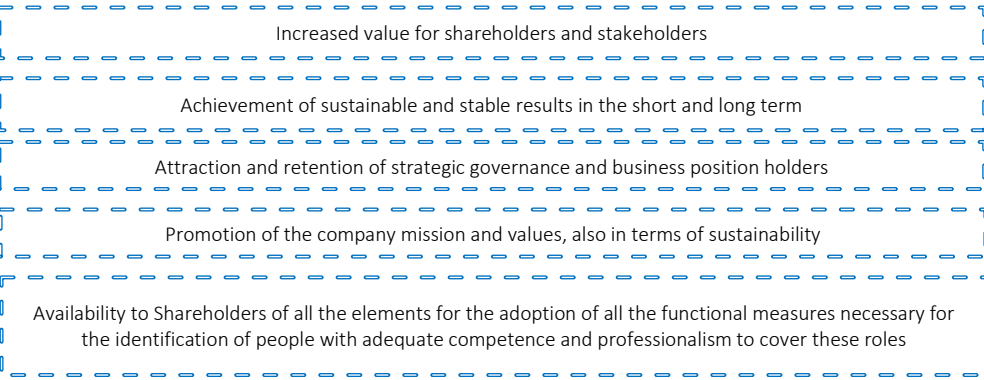 Increased value for shareholders and stakeholders
Achievement of sustainable and stable results in the short and long term
Attraction and retention of strategic governance and business position holders
Promotion of the company mission and values, also in terms of sustainability
Availability to Shareholders of all the elements for the adoption of all the functional measures necessary for
the identification of people with adequate competence and professionalism to cover these roles